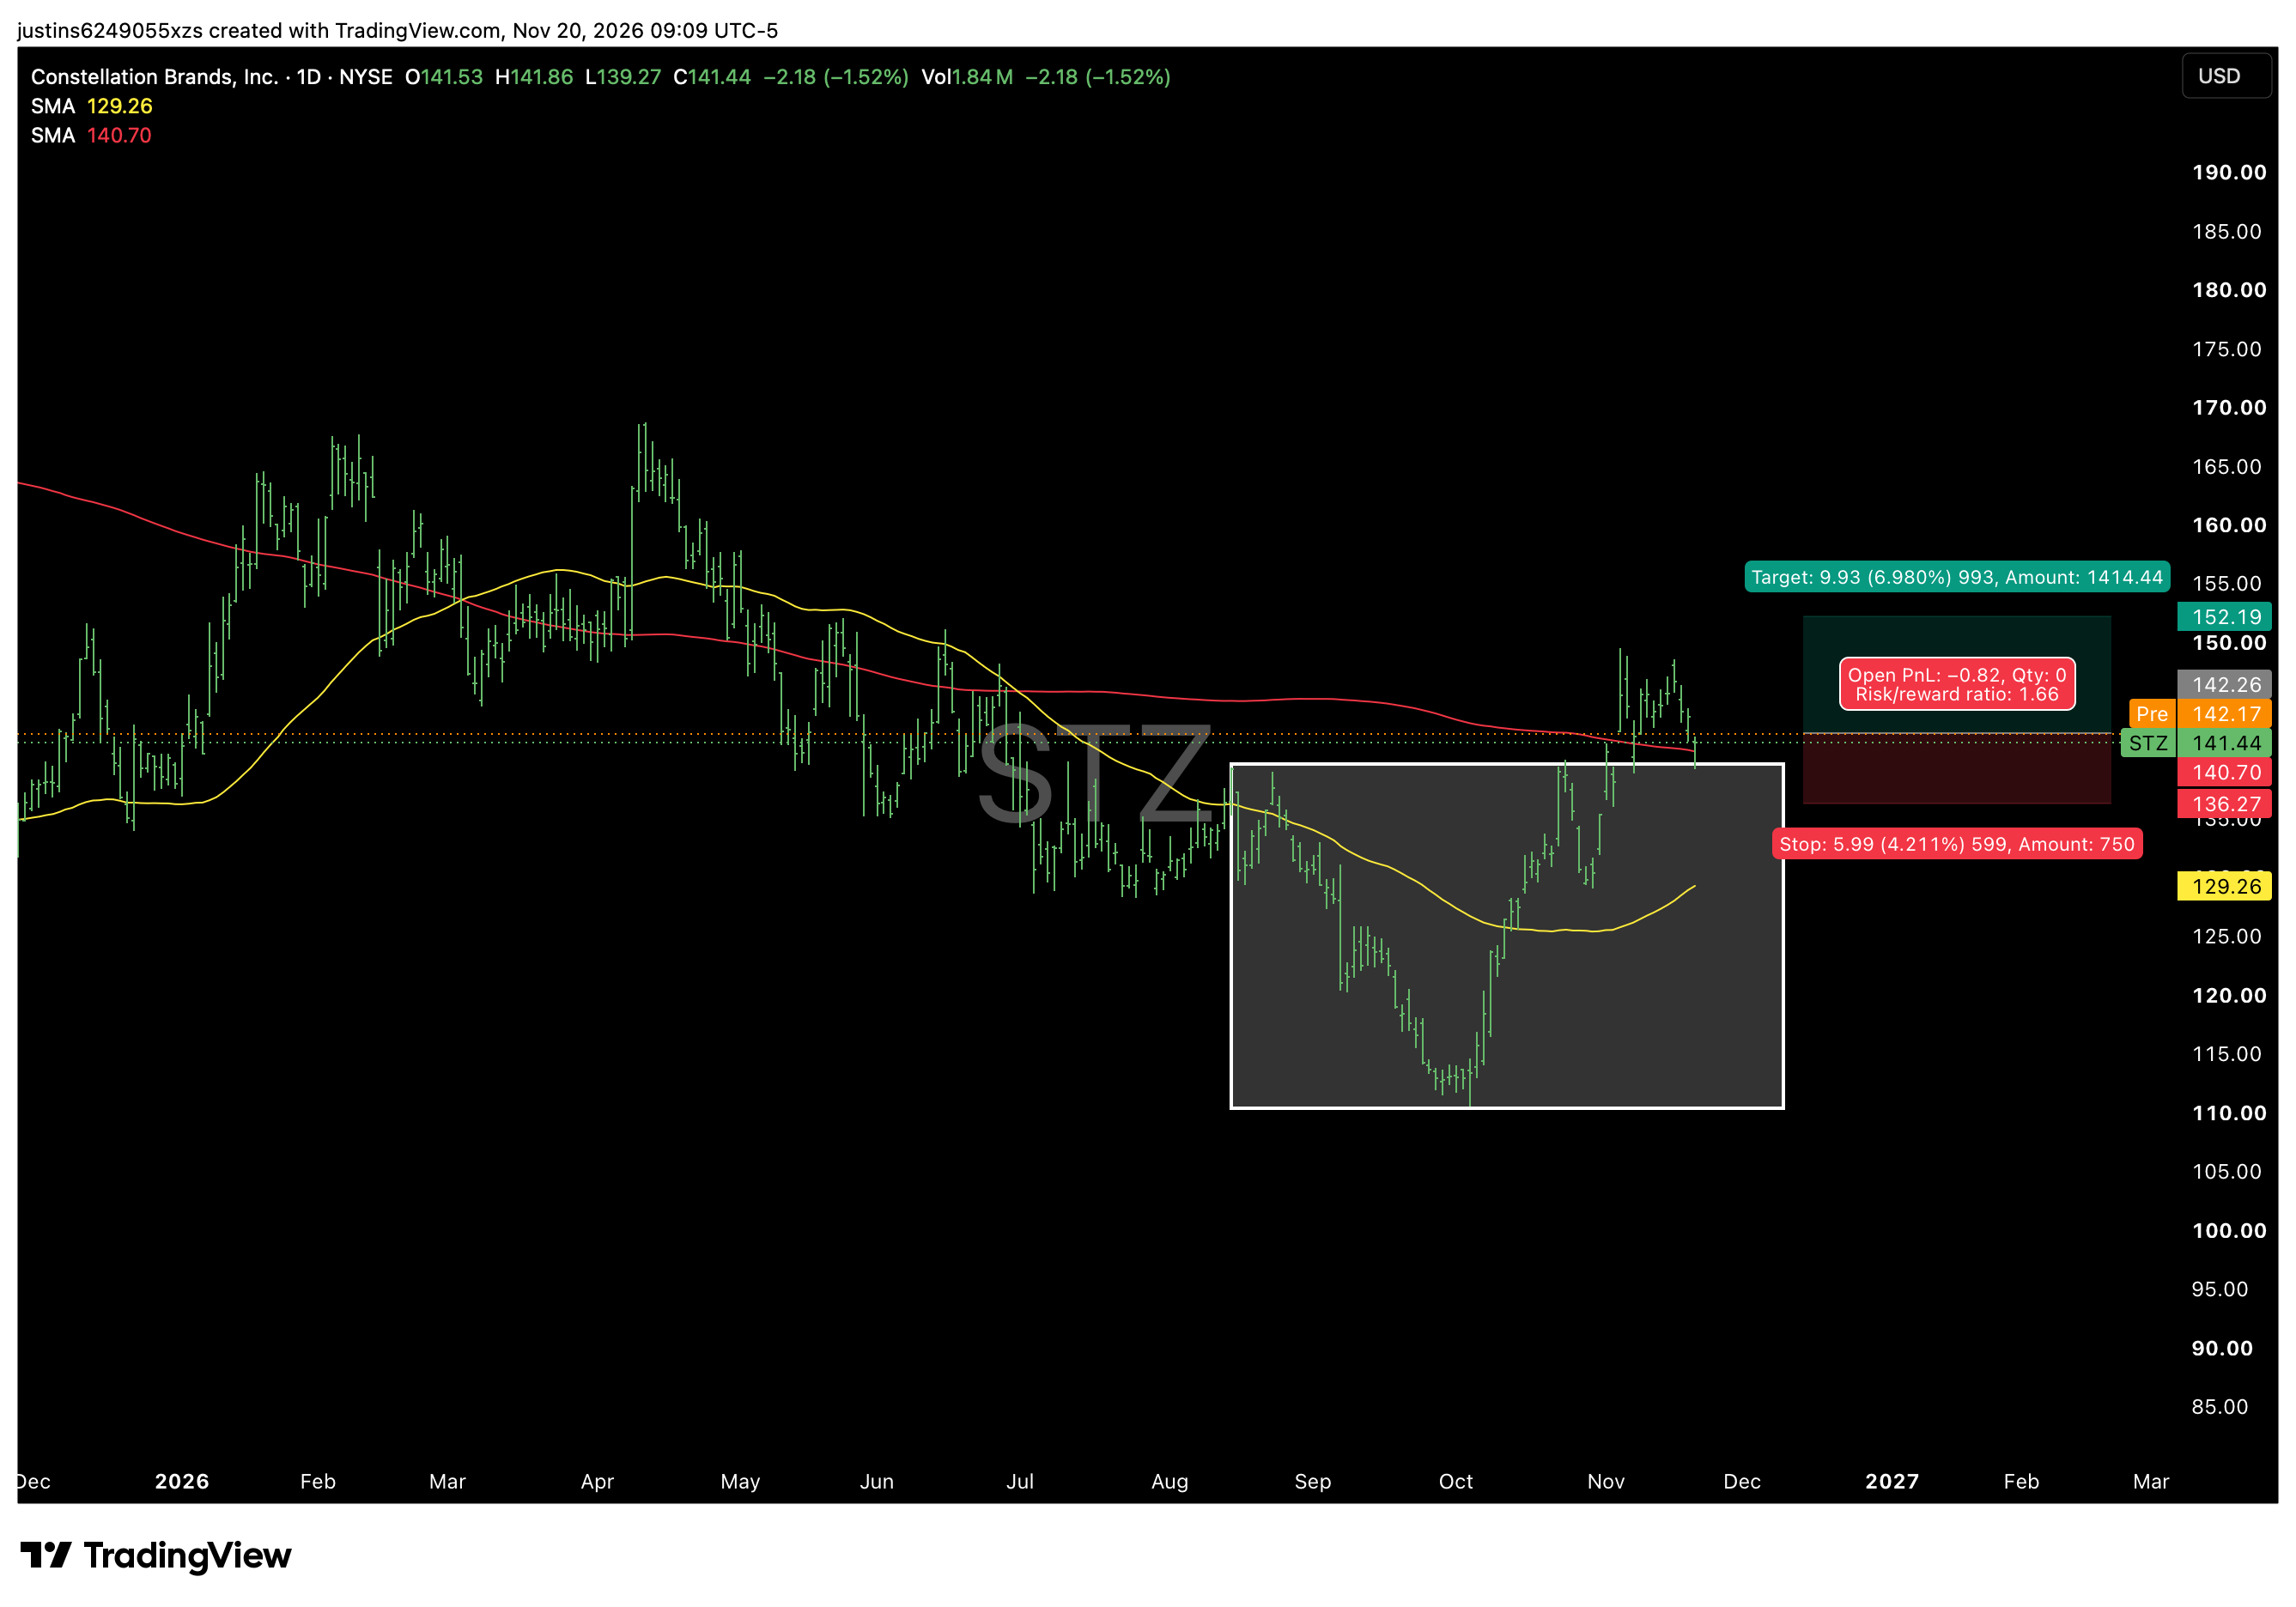 justins6249055xzs created with TradingView.com, Nov 20, 2026 09:09 UTC-5
Constellation Brands, Inc. · 1D · NYSE O141.53 H141.86 L139.27 C141.44 −2.18 (−1.52%) Vol1.84 M −2.18 (−1.52%)
USD
SMA 129.26
SMA 140.70
190.00
185.00
180.00
175.00
170.00
165.00
160.00
Target: 9.93 (6.980%) 993, Amount: 1414.44
155.00
152.19
150.00
Open PnL: −0.82, Qty: 0
Risk/reward ratio: 1.66
142.26
Pre 142.17
STZ 141.44
STZ
140.70
136.27
135.00
Stop: 5.99 (4.211%) 599, Amount: 750
129.26
125.00
120.00
115.00
110.00
105.00
100.00
95.00
90.00
85.00
Dec 2026 Feb Mar Apr May Jun Jul Aug Sep Oct Nov Dec 2027 Feb Mar
TradingView